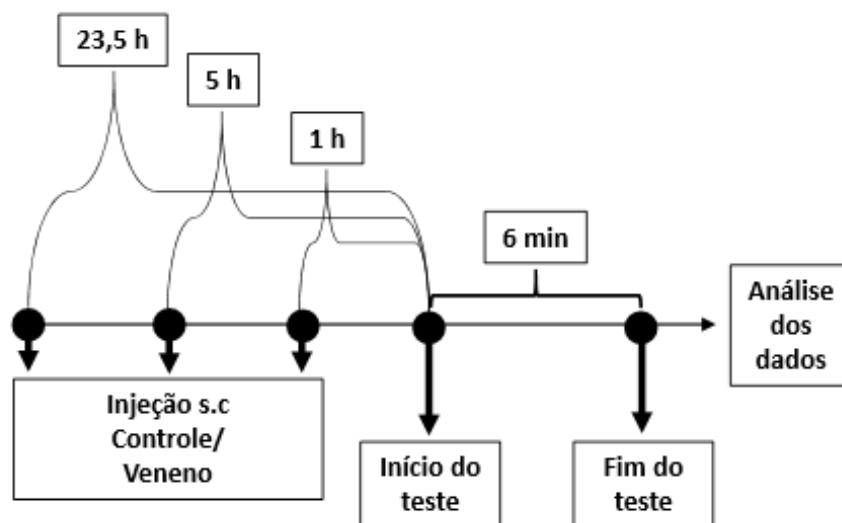 23,5 h
5 h
1 h
6 min
Análise
dos
dados
Injeção s.c
Controle/
Veneno
Início do
teste
Fim do
teste